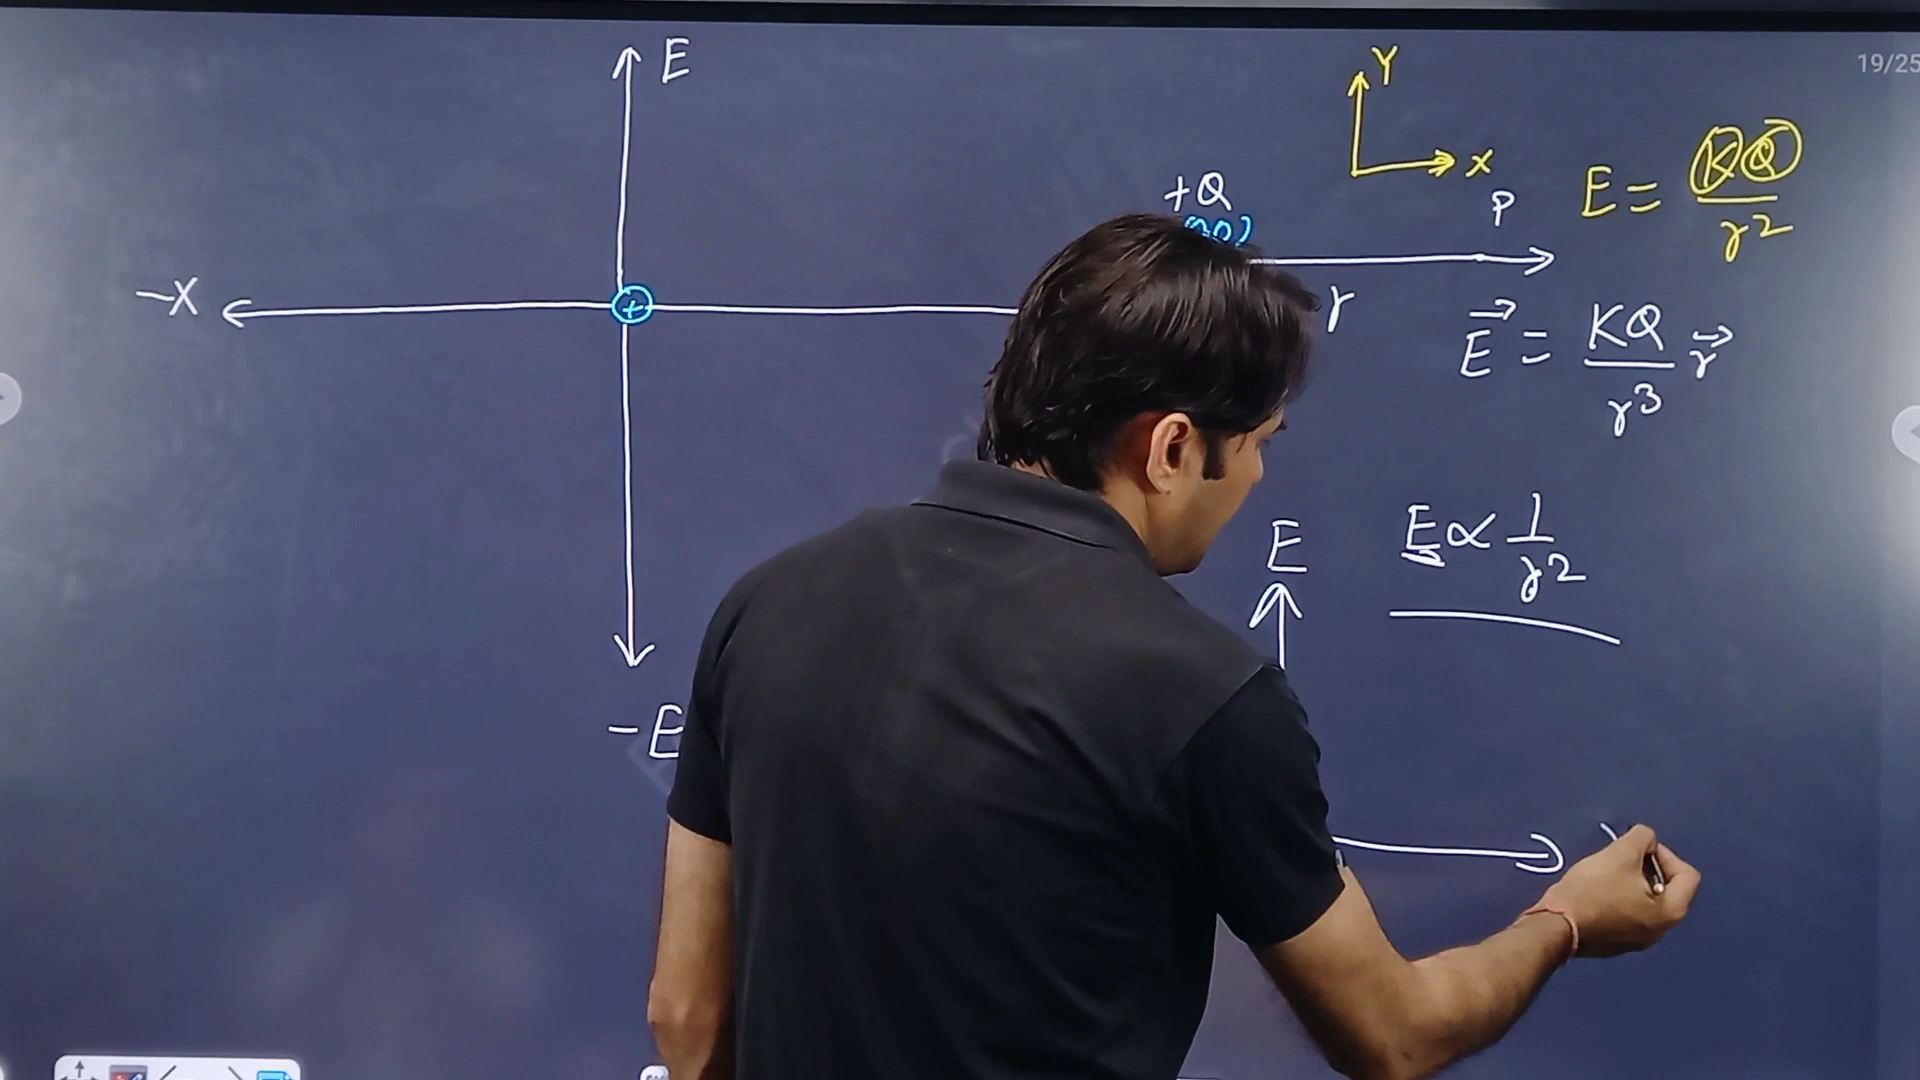 E
Y
19/25
X
+Q
P
E = KQ/r2
-X
+
r
E⃗ = KQ/r3 r⃗
E
E ∝ 1/r2
-E